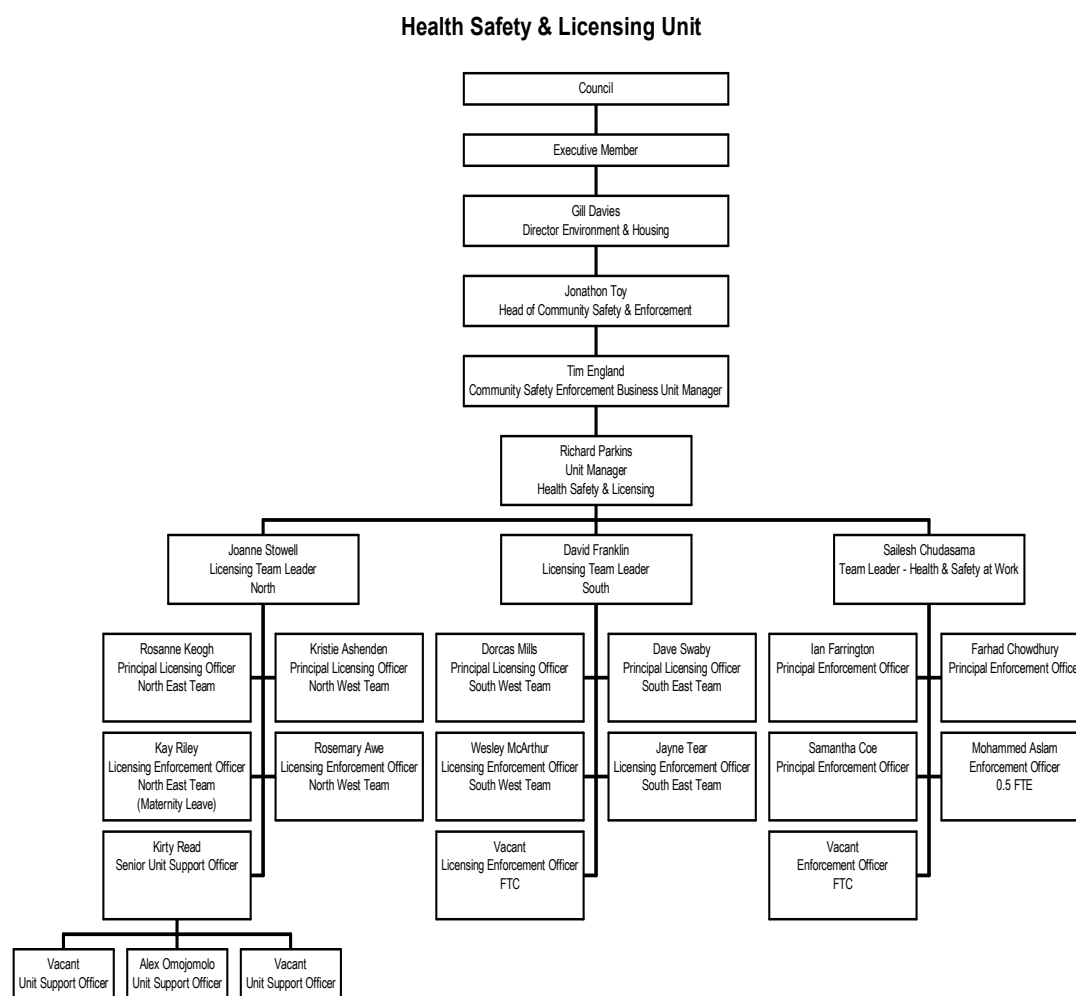 Health Safety & Licensing Unit
Council
Executive Member
Gill Davies
Director Environment & Housing
Jonathon Toy
Head of Community Safety & Enforcement
Tim England
Community Safety Enforcement Business Unit Manager
Richard Parkins
Unit Manager
Health Safety & Licensing
Joanne Stowell
Licensing Team Leader
North
David Franklin
Licensing Team Leader
South
Sailesh Chudasama
Team Leader - Health & Safety at Work
Rosanne Keogh
Principal Licensing Officer
North East Team
Kristie Ashenden
Principal Licensing Officer
North West Team
Dorcas Mills
Principal Licensing Officer
South West Team
Dave Swaby
Principal Licensing Officer
South East Team
Ian Farrington
Principal Enforcement Officer
Farhad Chowdhury
Principal Enforcement Office
Kay Riley
Licensing Enforcement Officer
North East Team
(Maternity Leave)
Rosemary Awe
Licensing Enforcement Officer
North West Team
Wesley McArthur
Licensing Enforcement Officer
South West Team
Jayne Tear
Licensing Enforcement Officer
South East Team
Samantha Coe
Principal Enforcement Officer
Mohammed Aslam
Enforcement Officer
0.5 FTE
Kirty Read
Senior Unit Support Officer
Vacant
Licensing Enforcement Officer
FTC
Vacant
Enforcement Officer
FTC
Vacant
Unit Support Officer
Alex Omojomolo
Unit Support Officer
Vacant
Unit Support Officer